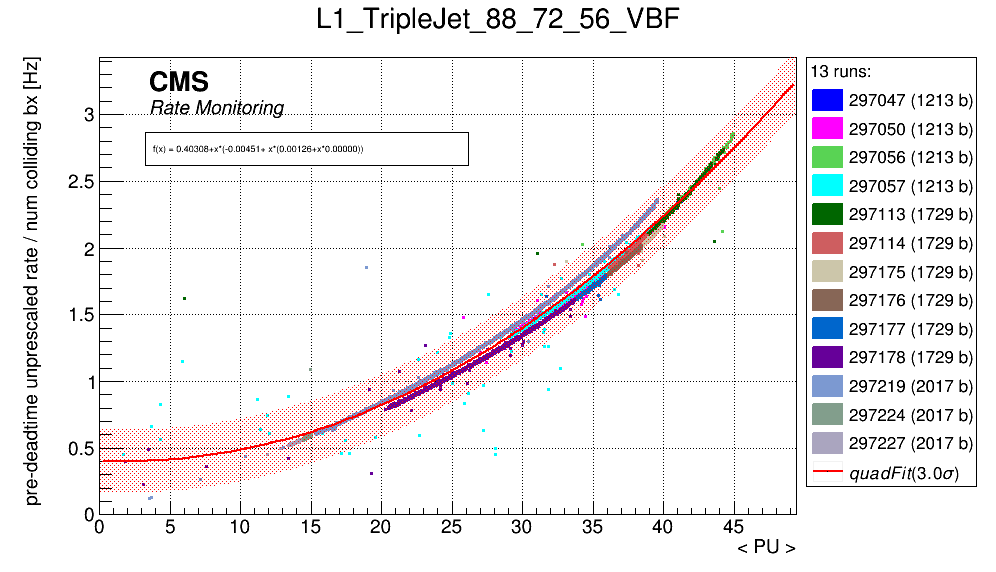 L1_TripleJet_88_72_56_VBF
pre-deadtime unprescaled rate / num colliding bx [Hz]
CMS
Rate Monitoring
f(x) = 0.40308+x*(-0.00451+ x*(0.00126+x*0.00000))
3
2.5
2
1.5
1
0.5
0
0 5 10 15 20 25 30 35 40 45
< PU >
13 runs:
297047 (1213 b)
297050 (1213 b)
297056 (1213 b)
297057 (1213 b)
297113 (1729 b)
297114 (1729 b)
297175 (1729 b)
297176 (1729 b)
297177 (1729 b)
297178 (1729 b)
297219 (2017 b)
297224 (2017 b)
297227 (2017 b)
quadFit(3.0σ)